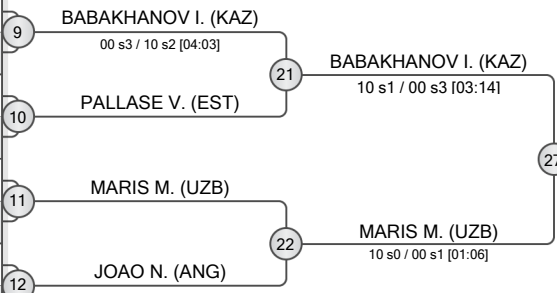 BABAKHANOV I. (KAZ)
9
00 s3 / 10 s2 [04:03]
BABAKHANOV I. (KAZ)
21
10 s1 / 00 s3 [03:14]
PALLASE V. (EST)
10
27
MARIS M. (UZB)
11
MARIS M. (UZB)
22
10 s0 / 00 s1 [01:06]
JOAO N. (ANG)
12